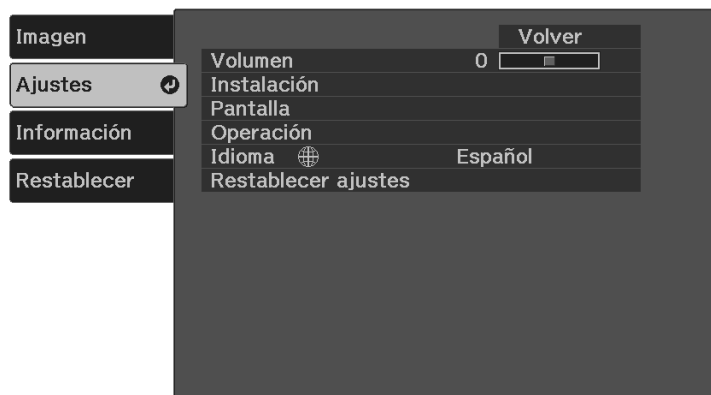 Imagen
Ajustes
Información
Restablecer
Volver
Volumen 0
Instalación
Pantalla
Operación
Idioma Español
Restablecer ajustes